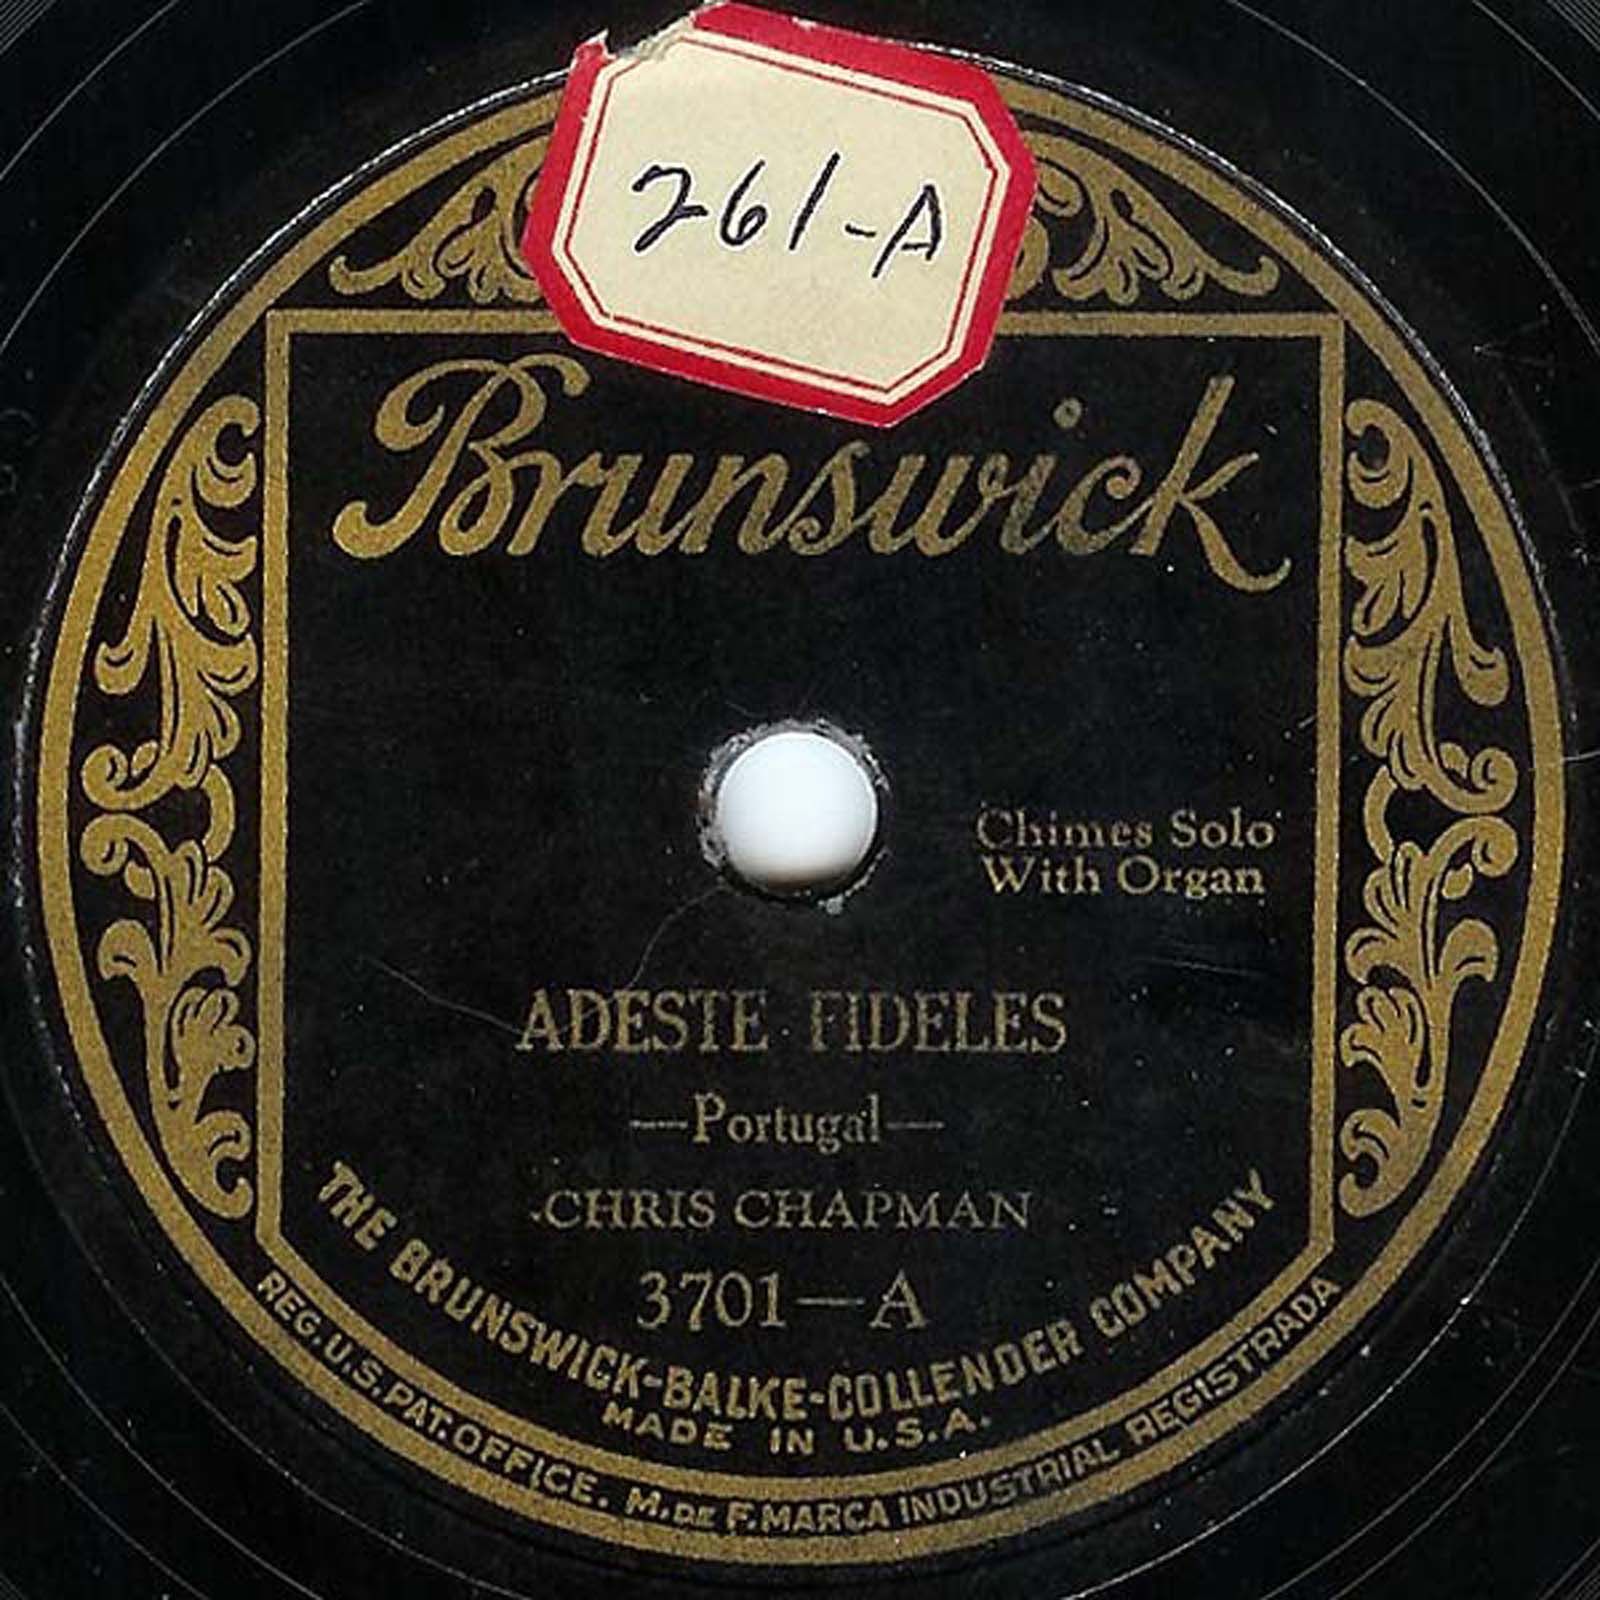 261-A
Brunswick
Chimes Solo
With Organ
ADESTE FIDELES
—Portugal—
CHRIS CHAPMAN
3701—A
THE BRUNSWICK-BALKE-COLLENDER COMPANY
MADE IN U.S.A.
REG. U.S. PAT. OFFICE. M. DE F. MARCA INDUSTRIAL REGISTRADA